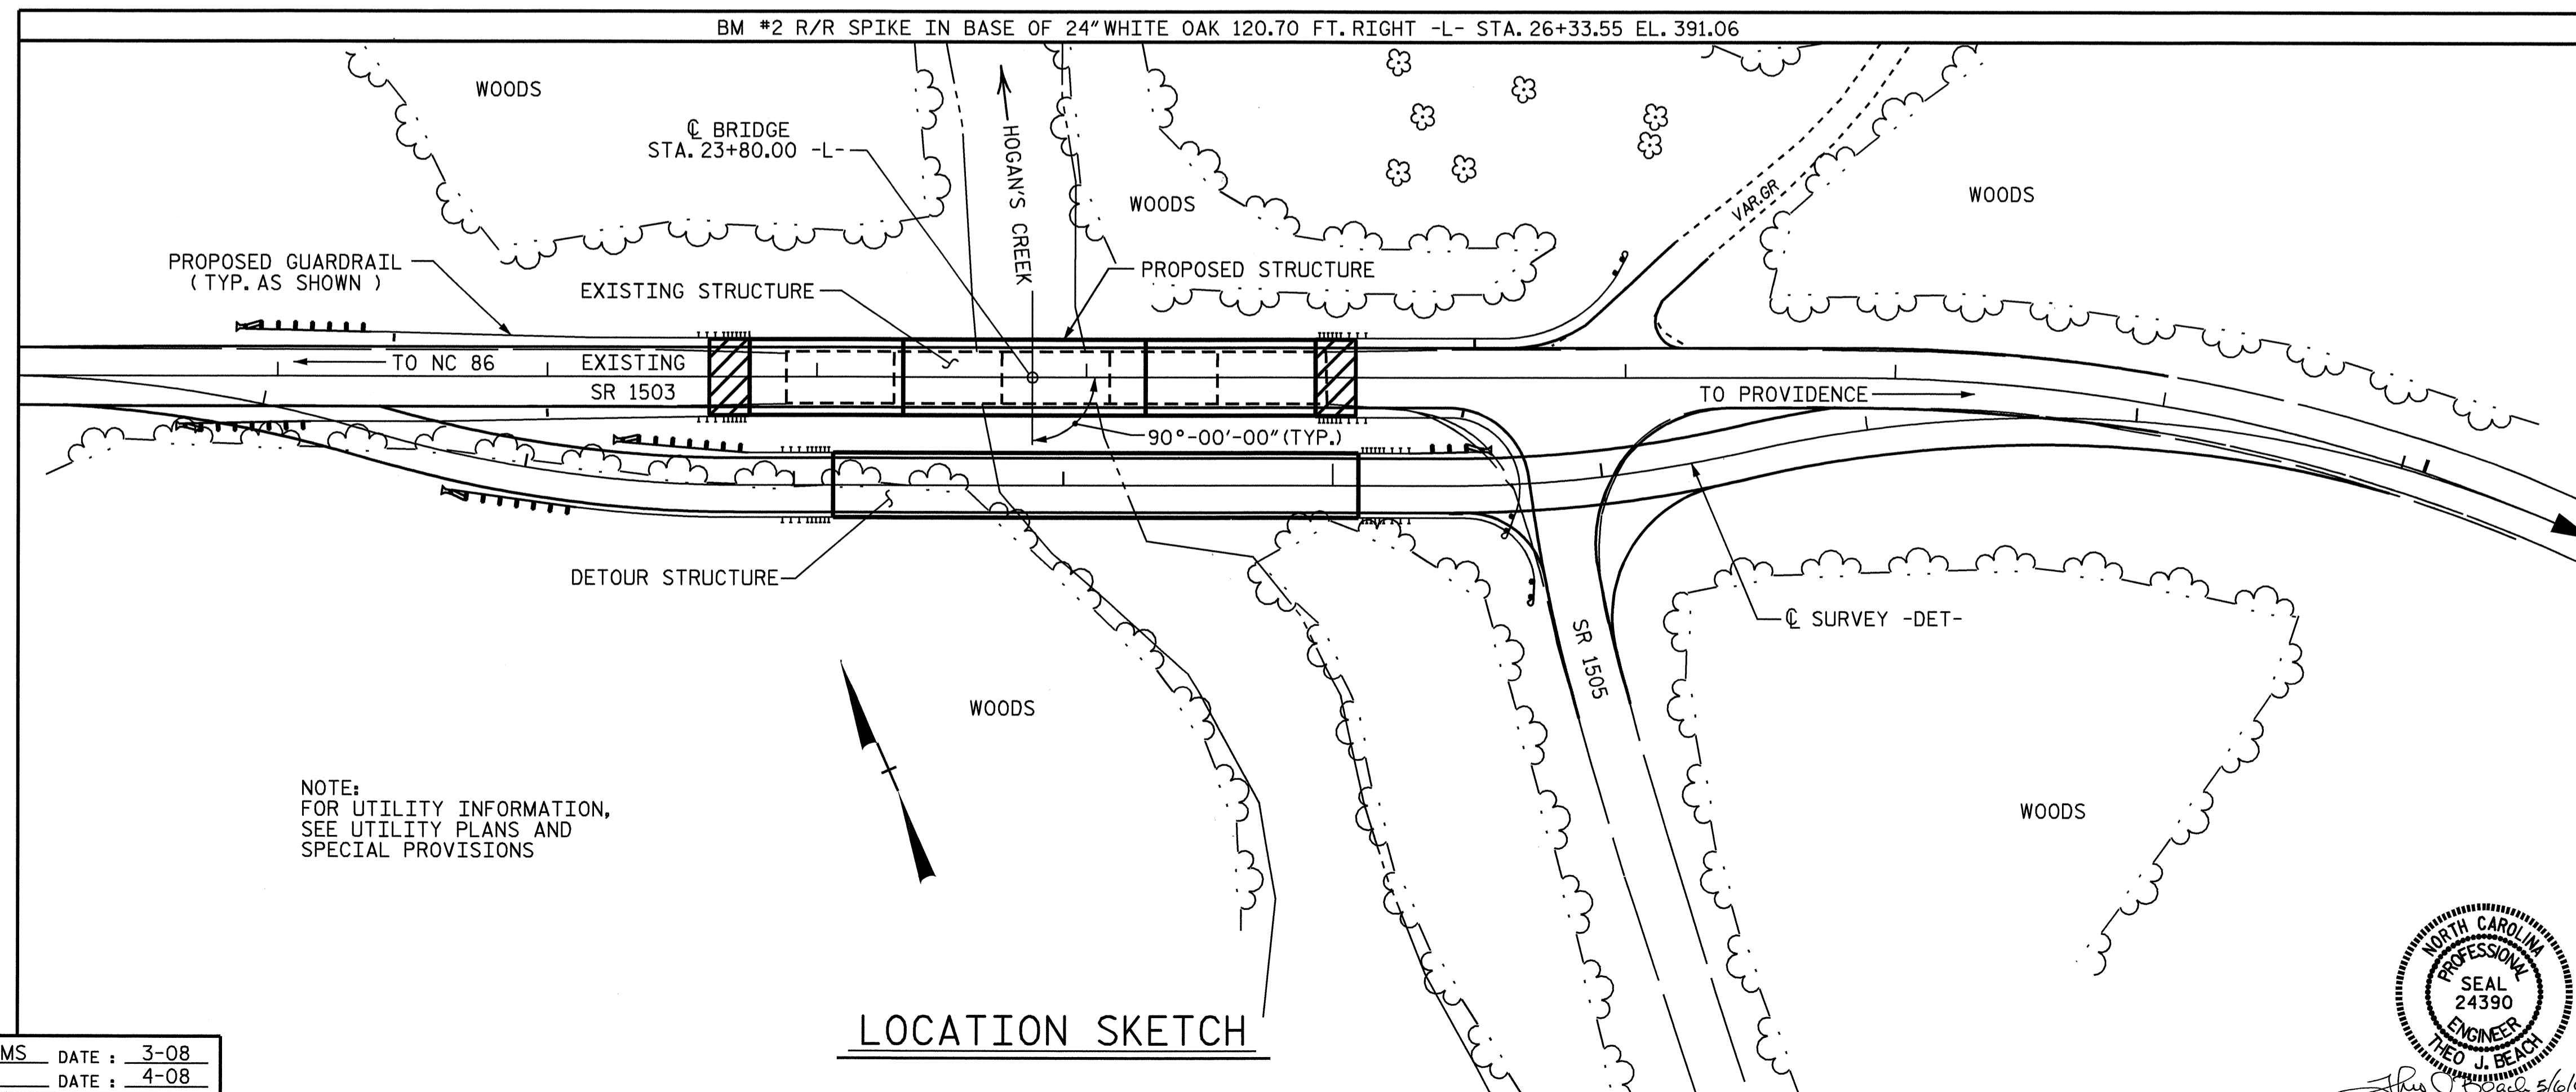 BM #2 R/R SPIKE IN BASE OF 24" WHITE OAK 120.70 FT. RIGHT -L- STA. 26+33.55 EL. 391.06
WOODS
℄ BRIDGE
STA. 23+80.00 -L-
HOGAN'S CREEK
WOODS
VAR.GR
WOODS
PROPOSED GUARDRAIL
( TYP. AS SHOWN )
EXISTING STRUCTURE
PROPOSED STRUCTURE
TO NC 86
EXISTING
SR 1503
TO PROVIDENCE
90°-00'-00" (TYP.)
DETOUR STRUCTURE
℄ SURVEY -DET-
SR 1505
WOODS
WOODS
NOTE:
FOR UTILITY INFORMATION,
SEE UTILITY PLANS AND
SPECIAL PROVISIONS
LOCATION SKETCH
MS DATE : 3-08
DATE : 4-08
NORTH CAROLINA
PROFESSIONAL
SEAL
24390
ENGINEER
THEO J. BEACH